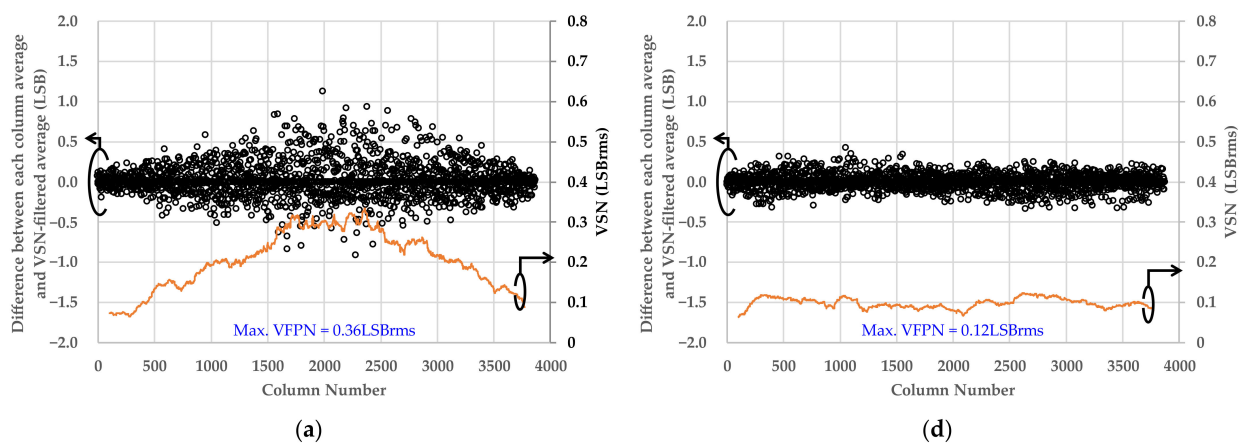 Difference between each column average
and VSN-filtered average (LSB)
2.0
1.5
1.0
0.5
0.0
−0.5
−1.0
−1.5
−2.0
0.8
0.7
0.6
0.5
0.4
0.3
0.2
0.1
0
VSN (LSBrms)
Max. VFPN = 0.36LSBrms
0 500 1000 1500 2000 2500 3000 3500 4000
Column Number
(a)
Difference between each column average
and VSN-filtered average (LSB)
2.0
1.5
1.0
0.5
0.0
−0.5
−1.0
−1.5
−2.0
0.8
0.7
0.6
0.5
0.4
0.3
0.2
0.1
0
VSN (LSBrms)
Max. VFPN = 0.12LSBrms
0 500 1000 1500 2000 2500 3000 3500 4000
Column Number
(d)